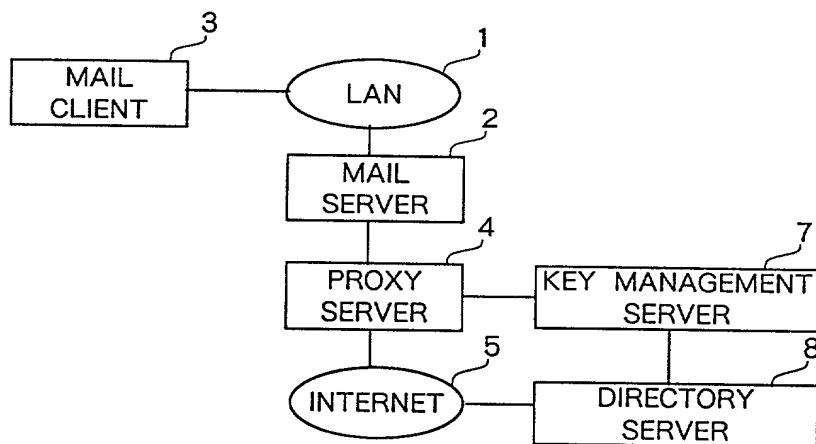 3
1
MAIL
CLIENT
LAN
2
MAIL
SERVER
4
7
PROXY
SERVER
KEY MANAGEMENT
SERVER
5
8
INTERNET
DIRECTORY
SERVER